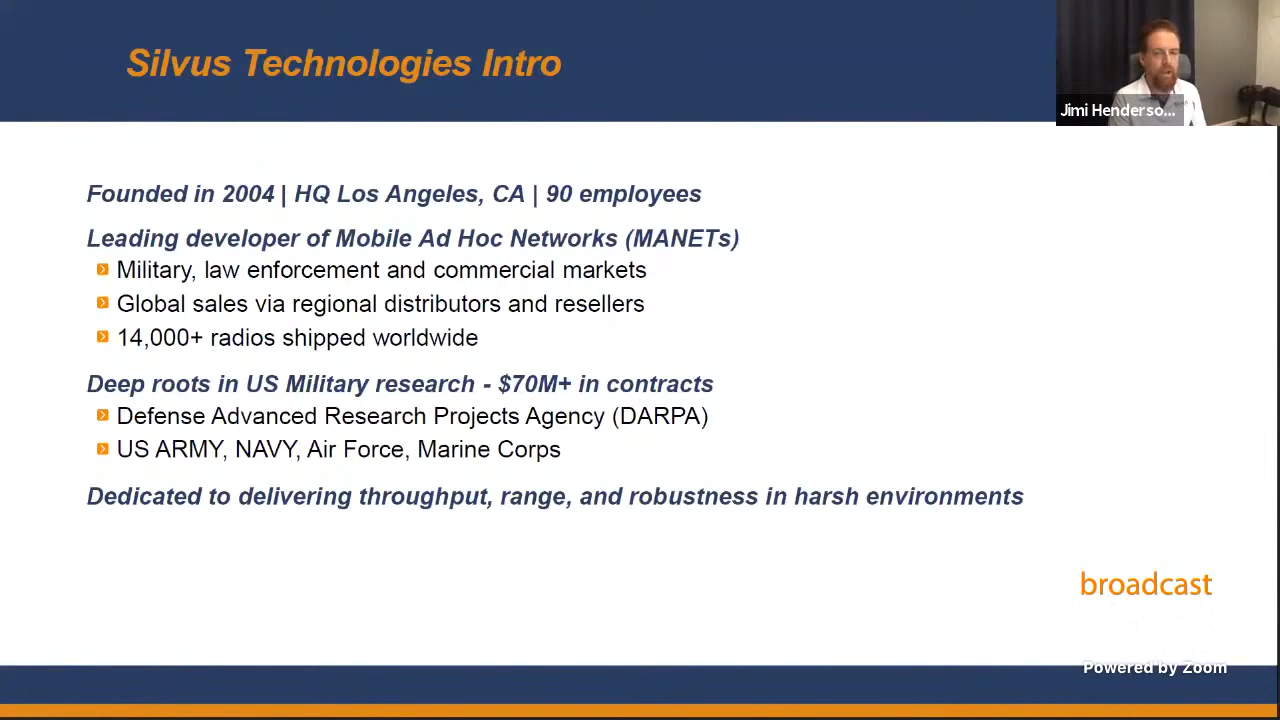 Silvus Technologies Intro
Jimi Henderso...
Founded in 2004 | HQ Los Angeles, CA | 90 employees
Leading developer of Mobile Ad Hoc Networks (MANETs)
Military, law enforcement and commercial markets
Global sales via regional distributors and resellers
14,000+ radios shipped worldwide
Deep roots in US Military research - $70M+ in contracts
Defense Advanced Research Projects Agency (DARPA)
US ARMY, NAVY, Air Force, Marine Corps
Dedicated to delivering throughput, range, and robustness in harsh environments
broadcast
Powered by Zoom